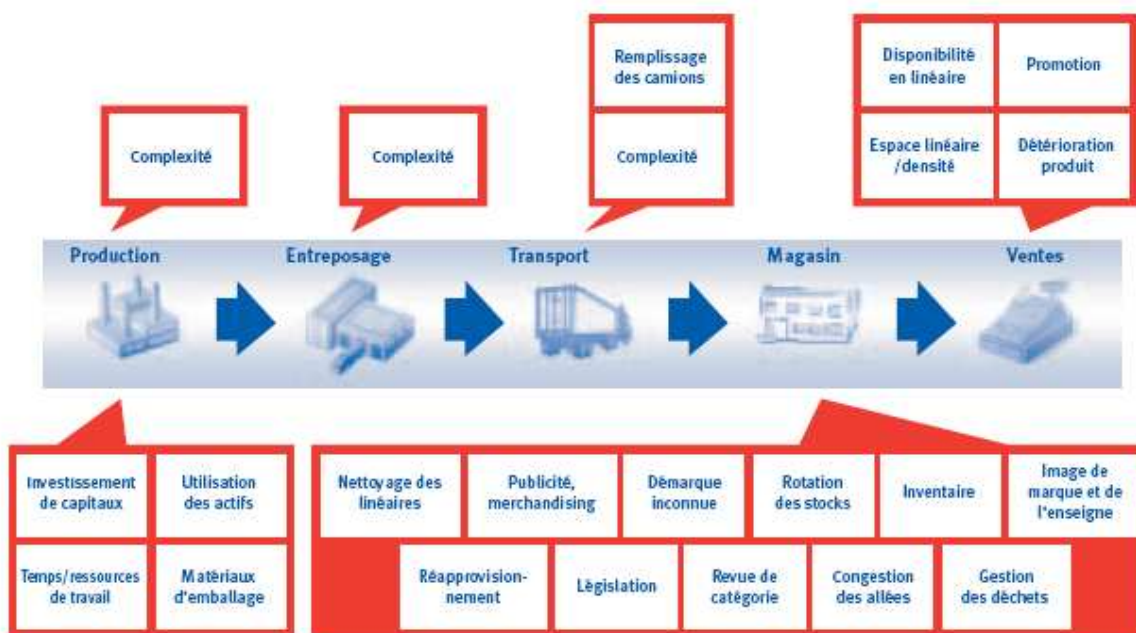 Remplissage
des camions
Disponibilité
en linéaire
Promotion
Complexité
Complexité
Complexité
Espace linéaire
/densité
Détérioration
produit
Production
Entreposage
Transport
Magasin
Ventes
Investissement
de capitaux
Utilisation
des actifs
Nettoyage des
linéaires
Publicité,
merchandising
Démarque
inconnue
Rotation
des stocks
Inventaire
Image de
marque et de
l'enseigne
Temps/ressources
de travail
Matériaux
d'emballage
Réapprovision-
nement
Lègislation
Revue de
catégorie
Congestion
des allées
Gestion
des dèchets